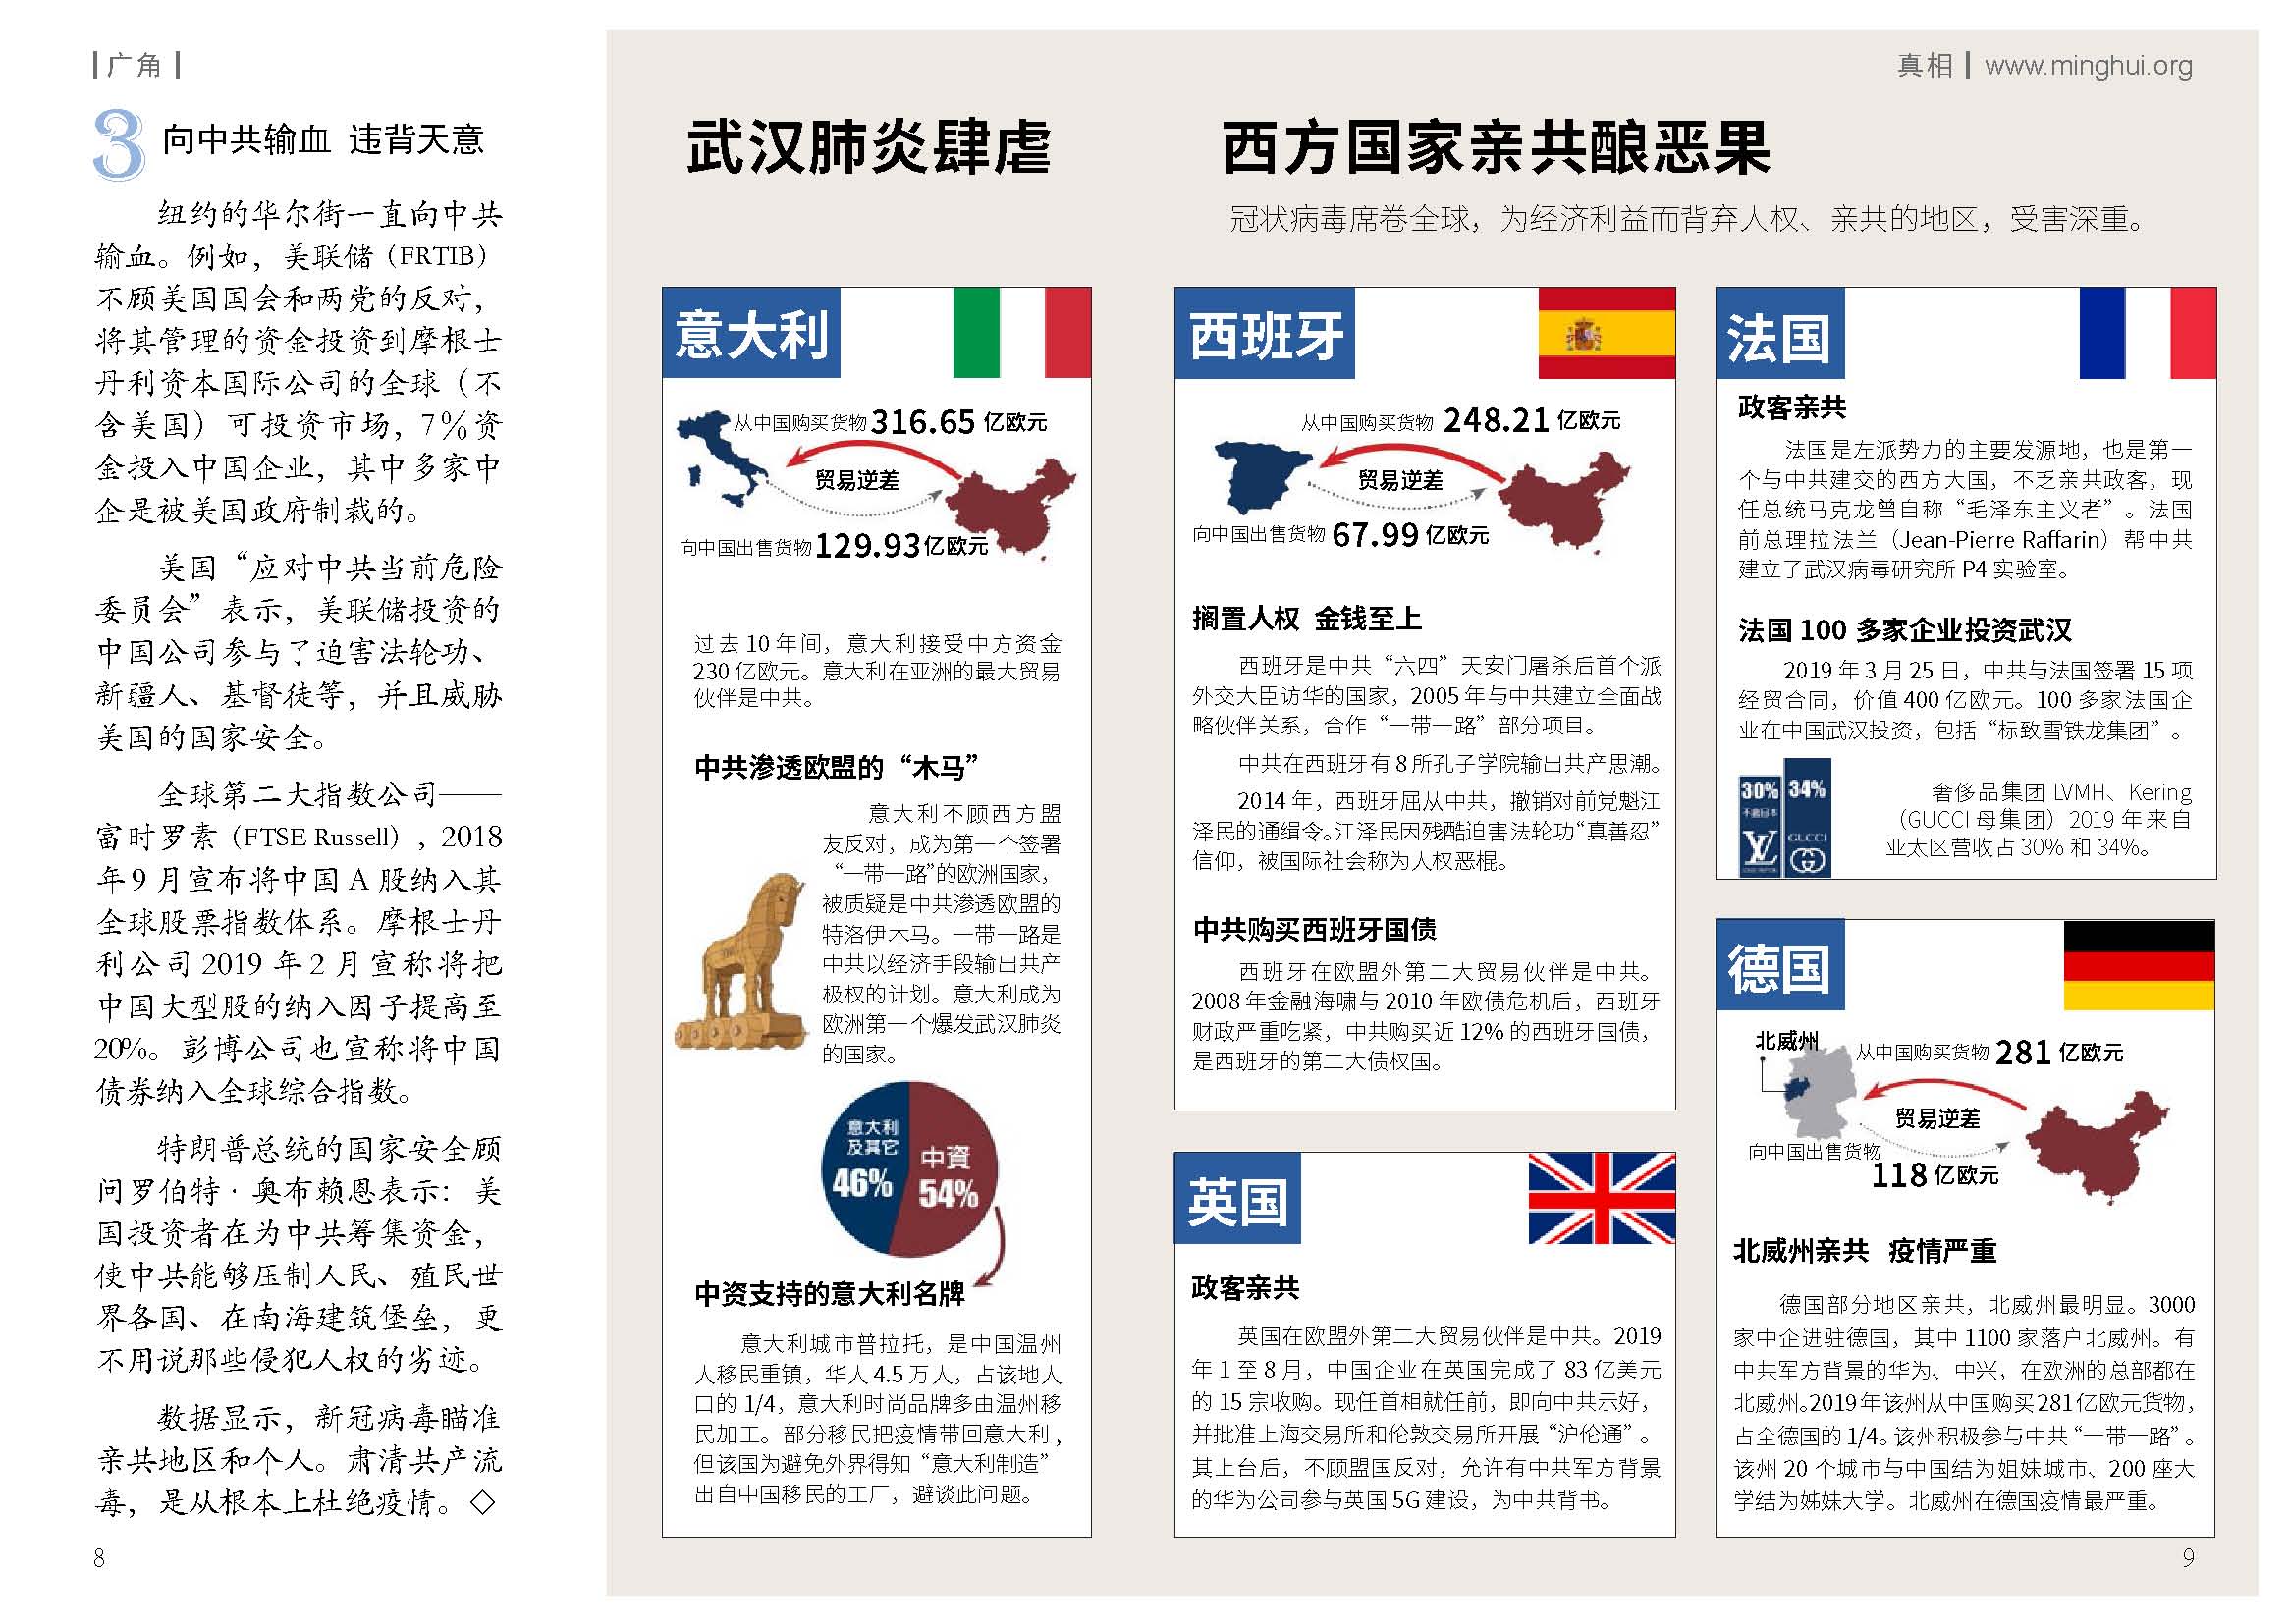 广角
3 向中共输血 违背天意
纽约的华尔街一直向中共
输血。例如，美联储（FRTIB）
不顾美国国会和两党的反对，
将其管理的资金投资到摩根士
丹利资本国际公司的全球（不
含美国）可投资市场，7％资
金投入中国企业，其中多家中
企是被美国政府制裁的。
美国“应对中共当前危险
委员会”表示，美联储投资的
中国公司参与了迫害法轮功、
新疆人、基督徒等，并且威胁
美国的国家安全。
全球第二大指数公司——
富时罗素（FTSE Russell），2018
年 9 月宣布将中国 A 股纳入其
全球股票指数体系。摩根士丹
利公司 2019 年 2 月宣称将把
中国大型股的纳入因子提高至
20%。彭博公司也宣称将中国
债券纳入全球综合指数。
特朗普总统的国家安全顾
问罗伯特·奥布赖恩表示：美
国投资者在为中共筹集资金，
使中共能够压制人民、殖民世
界各国、在南海建筑堡垒，更
不用说那些侵犯人权的劣迹。
数据显示，新冠病毒瞄准
亲共地区和个人。肃清共产流
毒，是从根本上杜绝疫情。◇
8
真相 www.minghui.org
武汉肺炎肆虐 西方国家亲共酿恶果
冠状病毒席卷全球，为经济利益而背弃人权、亲共的地区，受害深重。
意大利
从中国购买货物 316.65 亿欧元
贸易逆差
向中国出售货物 129.93 亿欧元
过去 10 年间，意大利接受中方资金
230 亿欧元。意大利在亚洲的最大贸易
伙伴是中共。
中共渗透欧盟的“木马”
意大利不顾西方盟
友反对，成为第一个签署
“一带一路”的欧洲国家，
被质疑是中共渗透欧盟的
特洛伊木马。一带一路是
中共以经济手段输出共产
极权的计划。意大利成为
欧洲第一个爆发武汉肺炎
的国家。
意大利
及其它
46%
中資
54%
中资支持的意大利名牌
意大利城市普拉托，是中国温州
人移民重镇，华人 4.5 万人，占该地人
口的 1/4，意大利时尚品牌多由温州移
民加工。部分移民把疫情带回意大利，
但该国为避免外界得知“意大利制造”
出自中国移民的工厂，避谈此问题。
西班牙
从中国购买货物 248.21 亿欧元
贸易逆差
向中国出售货物 67.99 亿欧元
搁置人权 金钱至上
西班牙是中共“六四”天安门屠杀后首个派
外交大臣访华的国家，2005 年与中共建立全面战
略伙伴关系，合作“一带一路”部分项目。
中共在西班牙有 8 所孔子学院输出共产思潮。
2014 年，西班牙屈从中共，撤销对前党魁江
泽民的通缉令。江泽民因残酷迫害法轮功“真善忍”
信仰，被国际社会称为人权恶棍。
中共购买西班牙国债
西班牙在欧盟外第二大贸易伙伴是中共。
2008 年金融海啸与 2010 年欧债危机后，西班牙
财政严重吃紧，中共购买近 12% 的西班牙国债，
是西班牙的第二大债权国。
英国
政客亲共
英国在欧盟外第二大贸易伙伴是中共。2019
年 1 至 8 月，中国企业在英国完成了 83 亿美元
的 15 宗收购。现任首相就任前，即向中共示好，
并批准上海交易所和伦敦交易所开展“沪伦通”。
其上台后，不顾盟国反对，允许有中共军方背景
的华为公司参与英国 5G 建设，为中共背书。
法国
政客亲共
法国是左派势力的主要发源地，也是第一
个与中共建交的西方大国，不乏亲共政客，现
任总统马克龙曾自称“毛泽东主义者”。法国
前总理拉法兰（Jean-Pierre Raffarin）帮中共
建立了武汉病毒研究所 P4 实验室。
法国 100 多家企业投资武汉
2019 年 3 月 25 日，中共与法国签署 15 项
经贸合同，价值 400 亿欧元。100 多家法国企
业在中国武汉投资，包括“标致雪铁龙集团”。
30% 34%
LV GUCCI
奢侈品集团 LVMH、Kering
（GUCCI 母集团）2019 年来自
亚太区营收占 30% 和 34%。
德国
北威州
从中国购买货物 281 亿欧元
贸易逆差
向中国出售货物
118 亿欧元
北威州亲共 疫情严重
德国部分地区亲共，北威州最明显。3000
家中企进驻德国，其中 1100 家落户北威州。有
中共军方背景的华为、中兴，在欧洲的总部都在
北威州。2019 年该州从中国购买 281 亿欧元货物，
占全德国的 1/4。该州积极参与中共“一带一路”。
该州 20 个城市与中国结为姐妹城市、200 座大
学结为姊妹大学。北威州在德国疫情最严重。
9